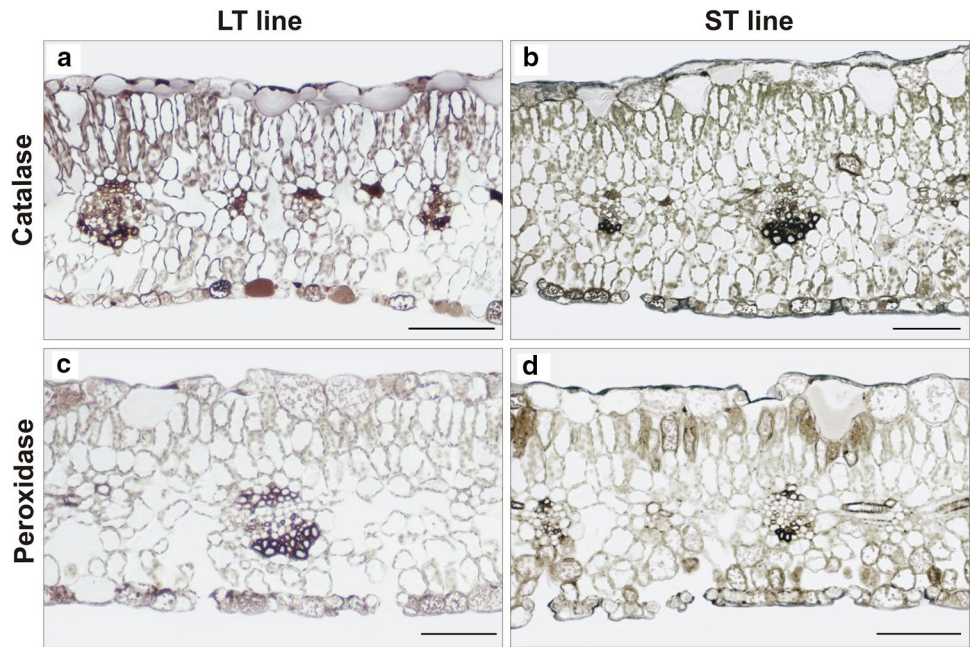 LT line
ST line
Catalase
a
b
Peroxidase
c
d